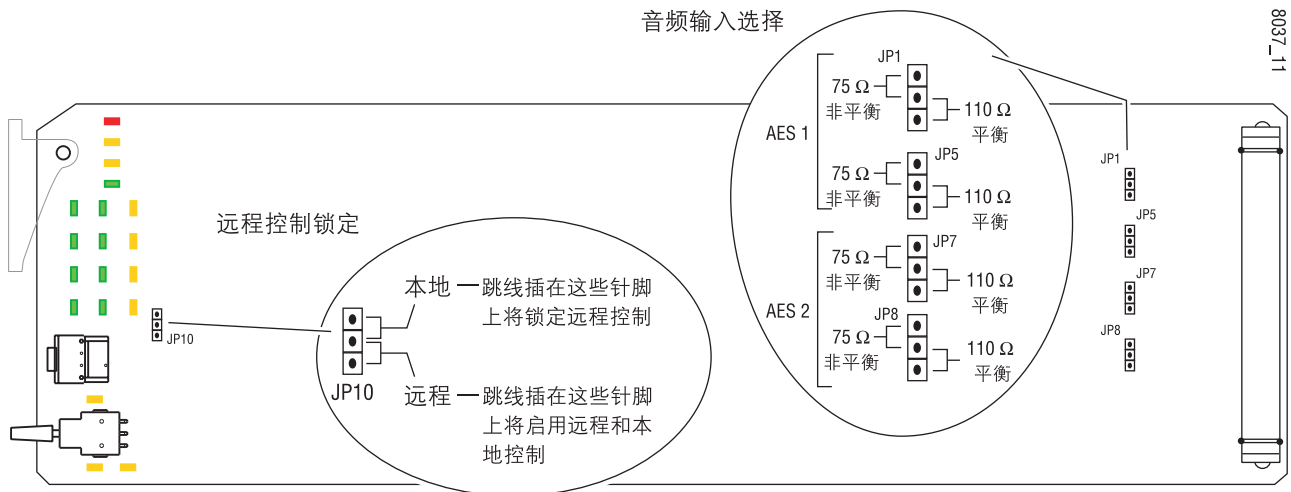 音频输入选择
8037_11
JP1
75 Ω
非平衡
110 Ω
平衡
AES 1
JP5
75 Ω
非平衡
110 Ω
平衡
JP7
75 Ω
非平衡
110 Ω
平衡
AES 2
JP8
75 Ω
非平衡
110 Ω
平衡
JP1
JP5
JP7
JP8
远程控制锁定
JP10
本地 — 跳线插在这些针脚
上将锁定远程控制
JP10
远程 — 跳线插在这些针脚
上将启用远程和本
地控制